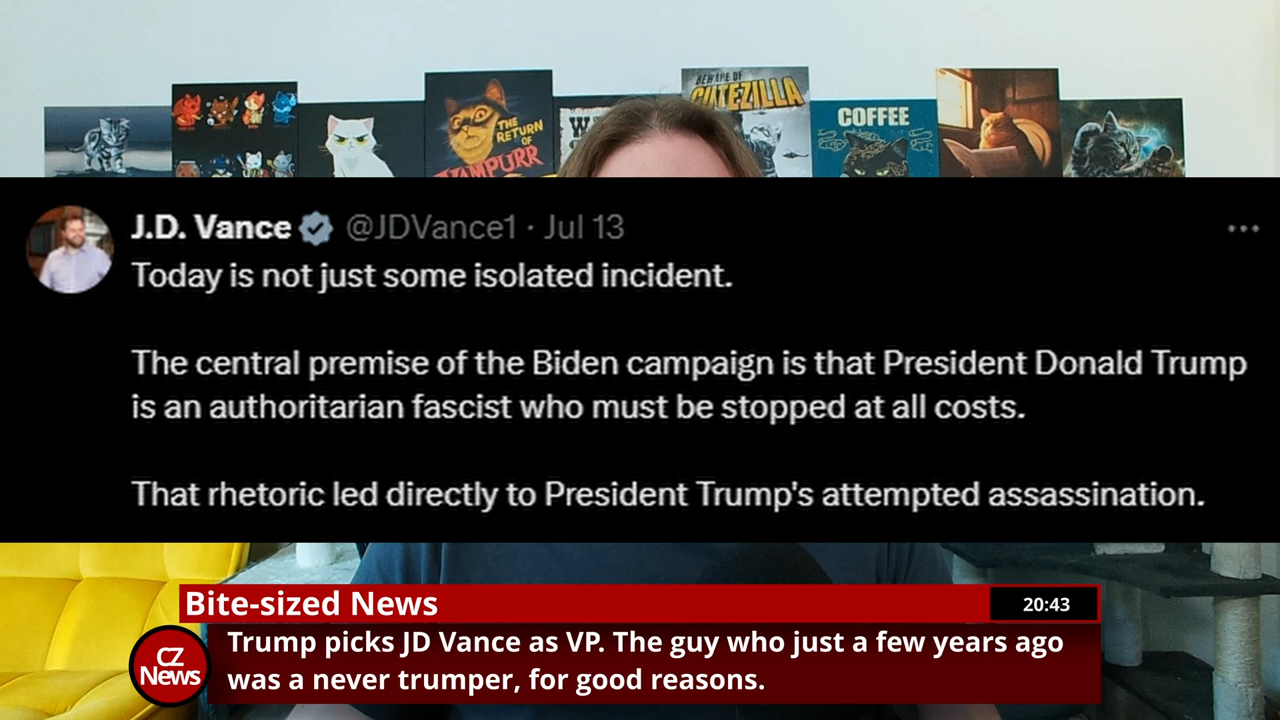 BEWARE OF
CUTEZILLA
THE
RETURN
OF
VAMPURR
COFFEE
J.D. Vance @JDVance1 · Jul 13
Today is not just some isolated incident.
The central premise of the Biden campaign is that President Donald Trump
is an authoritarian fascist who must be stopped at all costs.
That rhetoric led directly to President Trump's attempted assassination.
Bite-sized News
20:43
CZ
News
Trump picks JD Vance as VP. The guy who just a few years ago
was a never trumper, for good reasons.